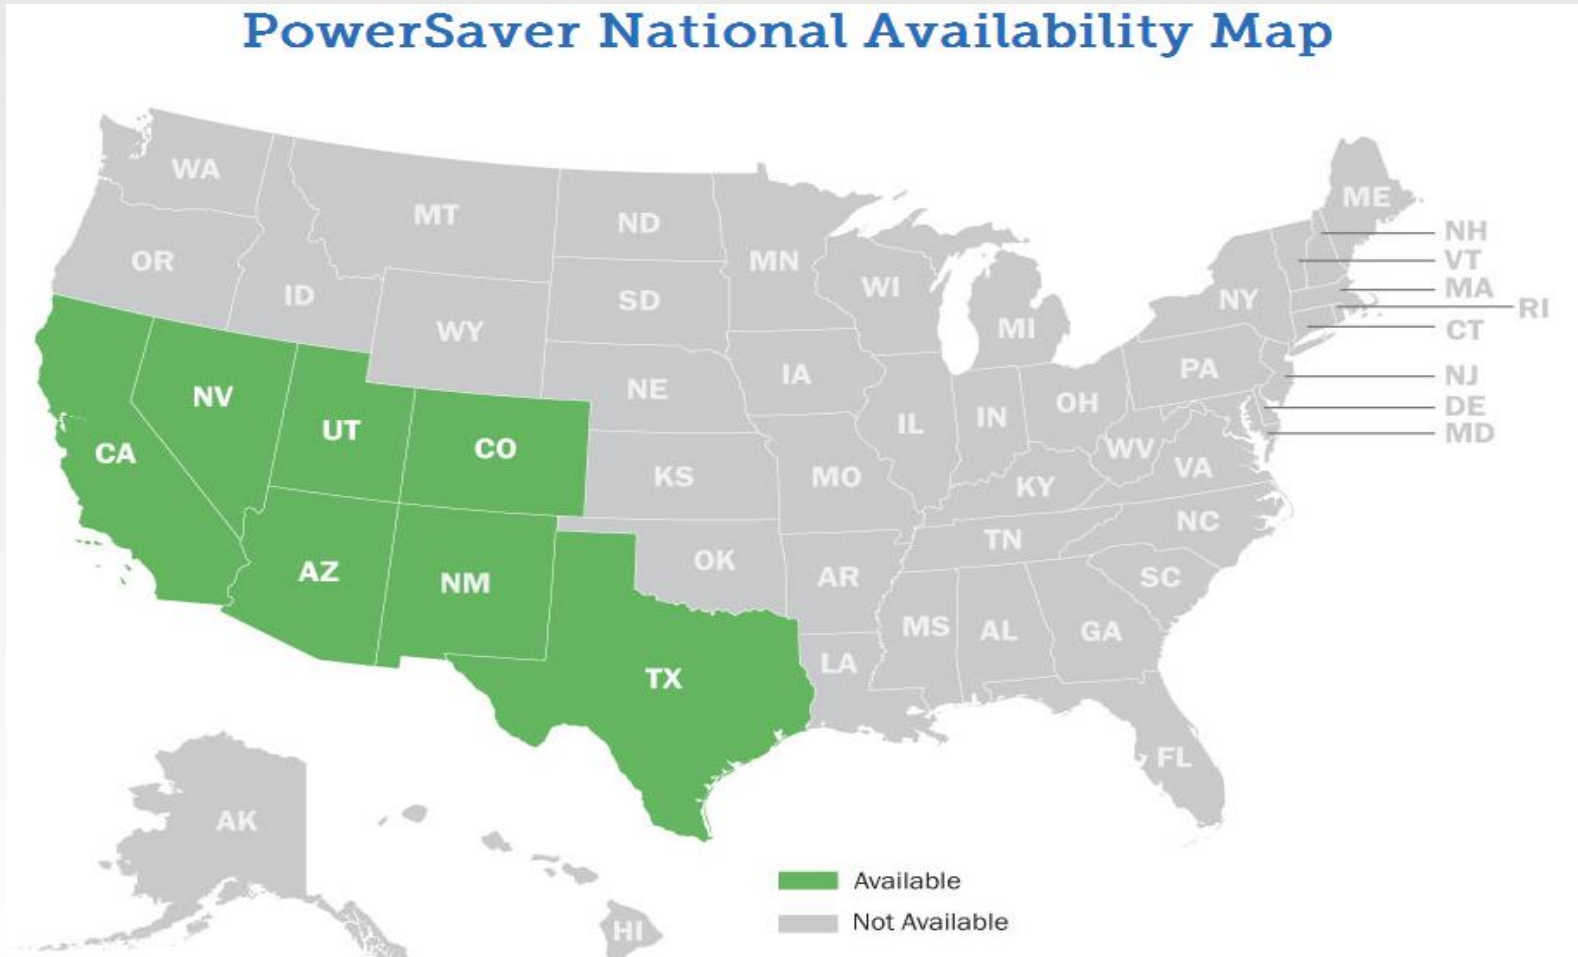 PowerSaver National Availability Map
WA
MT
ND
MN
ME
NH
VT
OR
ID
SD
WI
MI
NY
MA
RI
WY
CT
NV
UT
NE
IA
PA
NJ
CA
CO
KS
MO
IL
IN
OH
DE
WV
MD
KY
VA
AZ
NM
OK
AR
TN
NC
SC
TX
LA
MS
AL
GA
FL
AK
HI
Available
Not Available